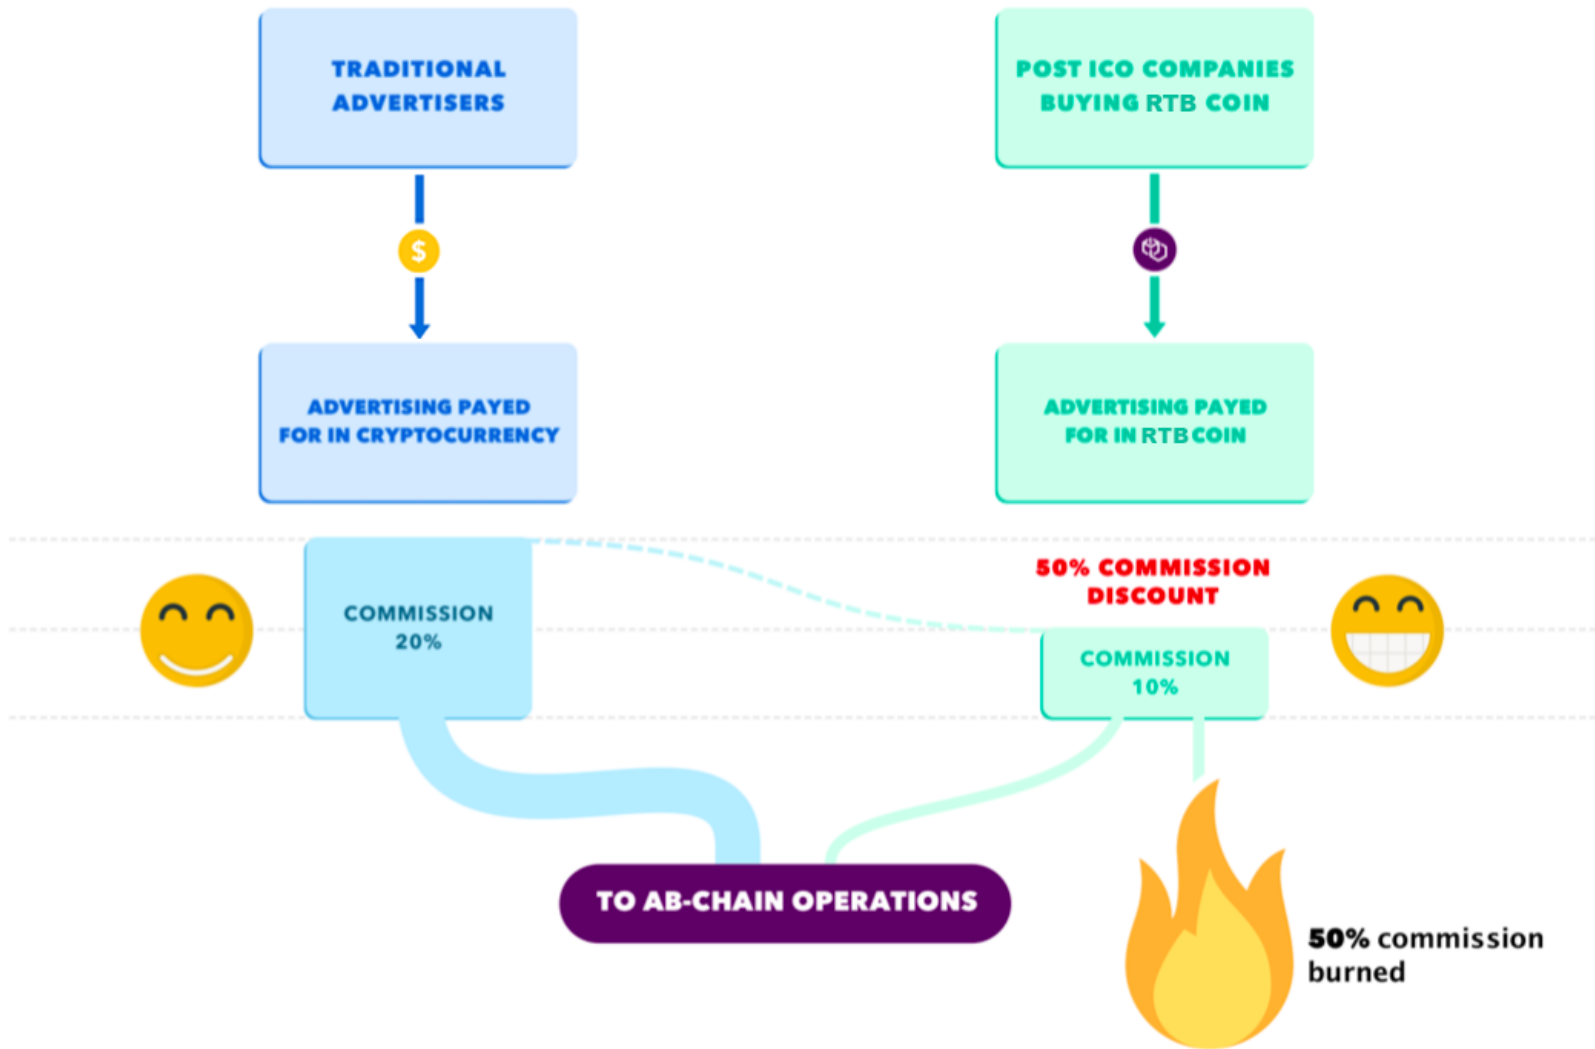 TRADITIONAL
ADVERTISERS
POST ICO COMPANIES
BUYING RTB COIN
$
ADVERTISING PAYED
FOR IN CRYPTOCURRENCY
ADVERTISING PAYED
FOR IN RTB COIN
COMMISSION
20%
50% COMMISSION
DISCOUNT
COMMISSION
10%
TO AB-CHAIN OPERATIONS
50% commission
burned